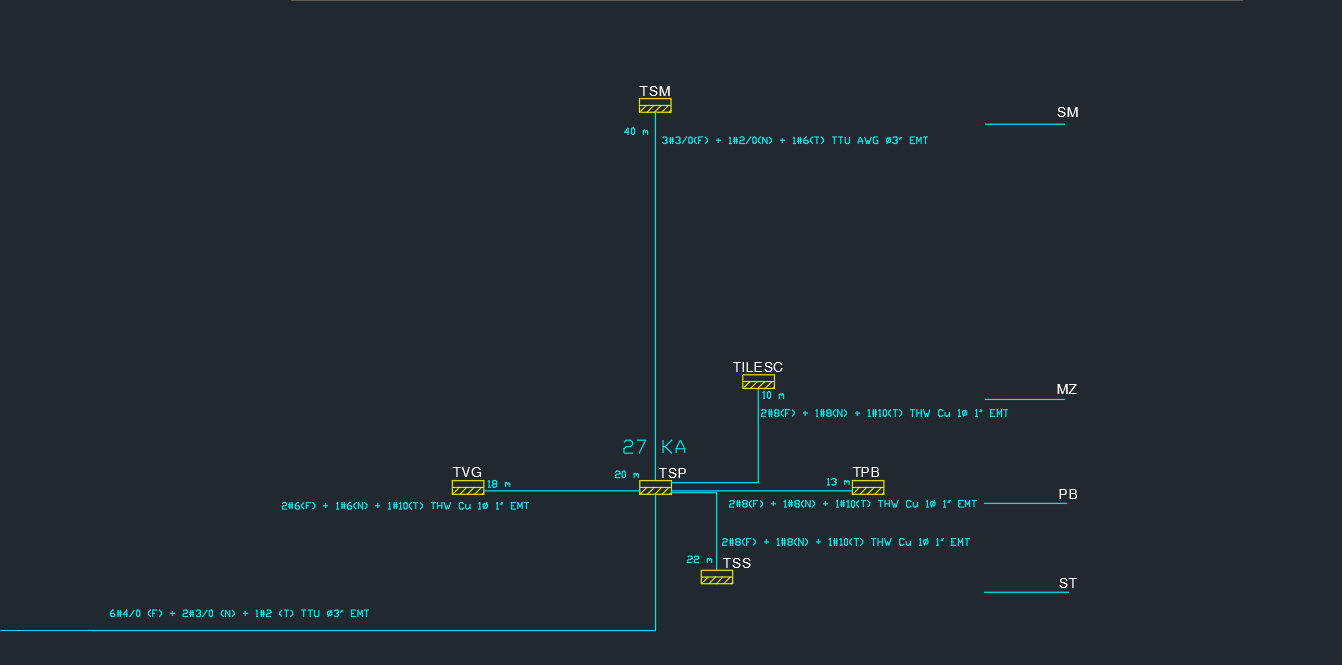 TSM
SM
40 m
3#3/0(F) + 1#2/0(N) + 1#6(T) TTU AWG Ø3" EMT
TILESC
MZ
10 m
2#8(F) + 1#8(N) + 1#10(T) THW Cu 1Ø 1" EMT
27 KA
TVG
20 m
TSP
TPB
18 m
13 m
PB
2#6(F) + 1#6(N) + 1#10(T) THW Cu 1Ø 1" EMT
2#8(F) + 1#8(N) + 1#10(T) THW Cu 1Ø 1" EMT
2#8(F) + 1#8(N) + 1#10(T) THW Cu 1Ø 1" EMT
22 m
TSS
ST
6#4/0 (F) + 2#3/0 (N) + 1#2 (T) TTU Ø3" EMT